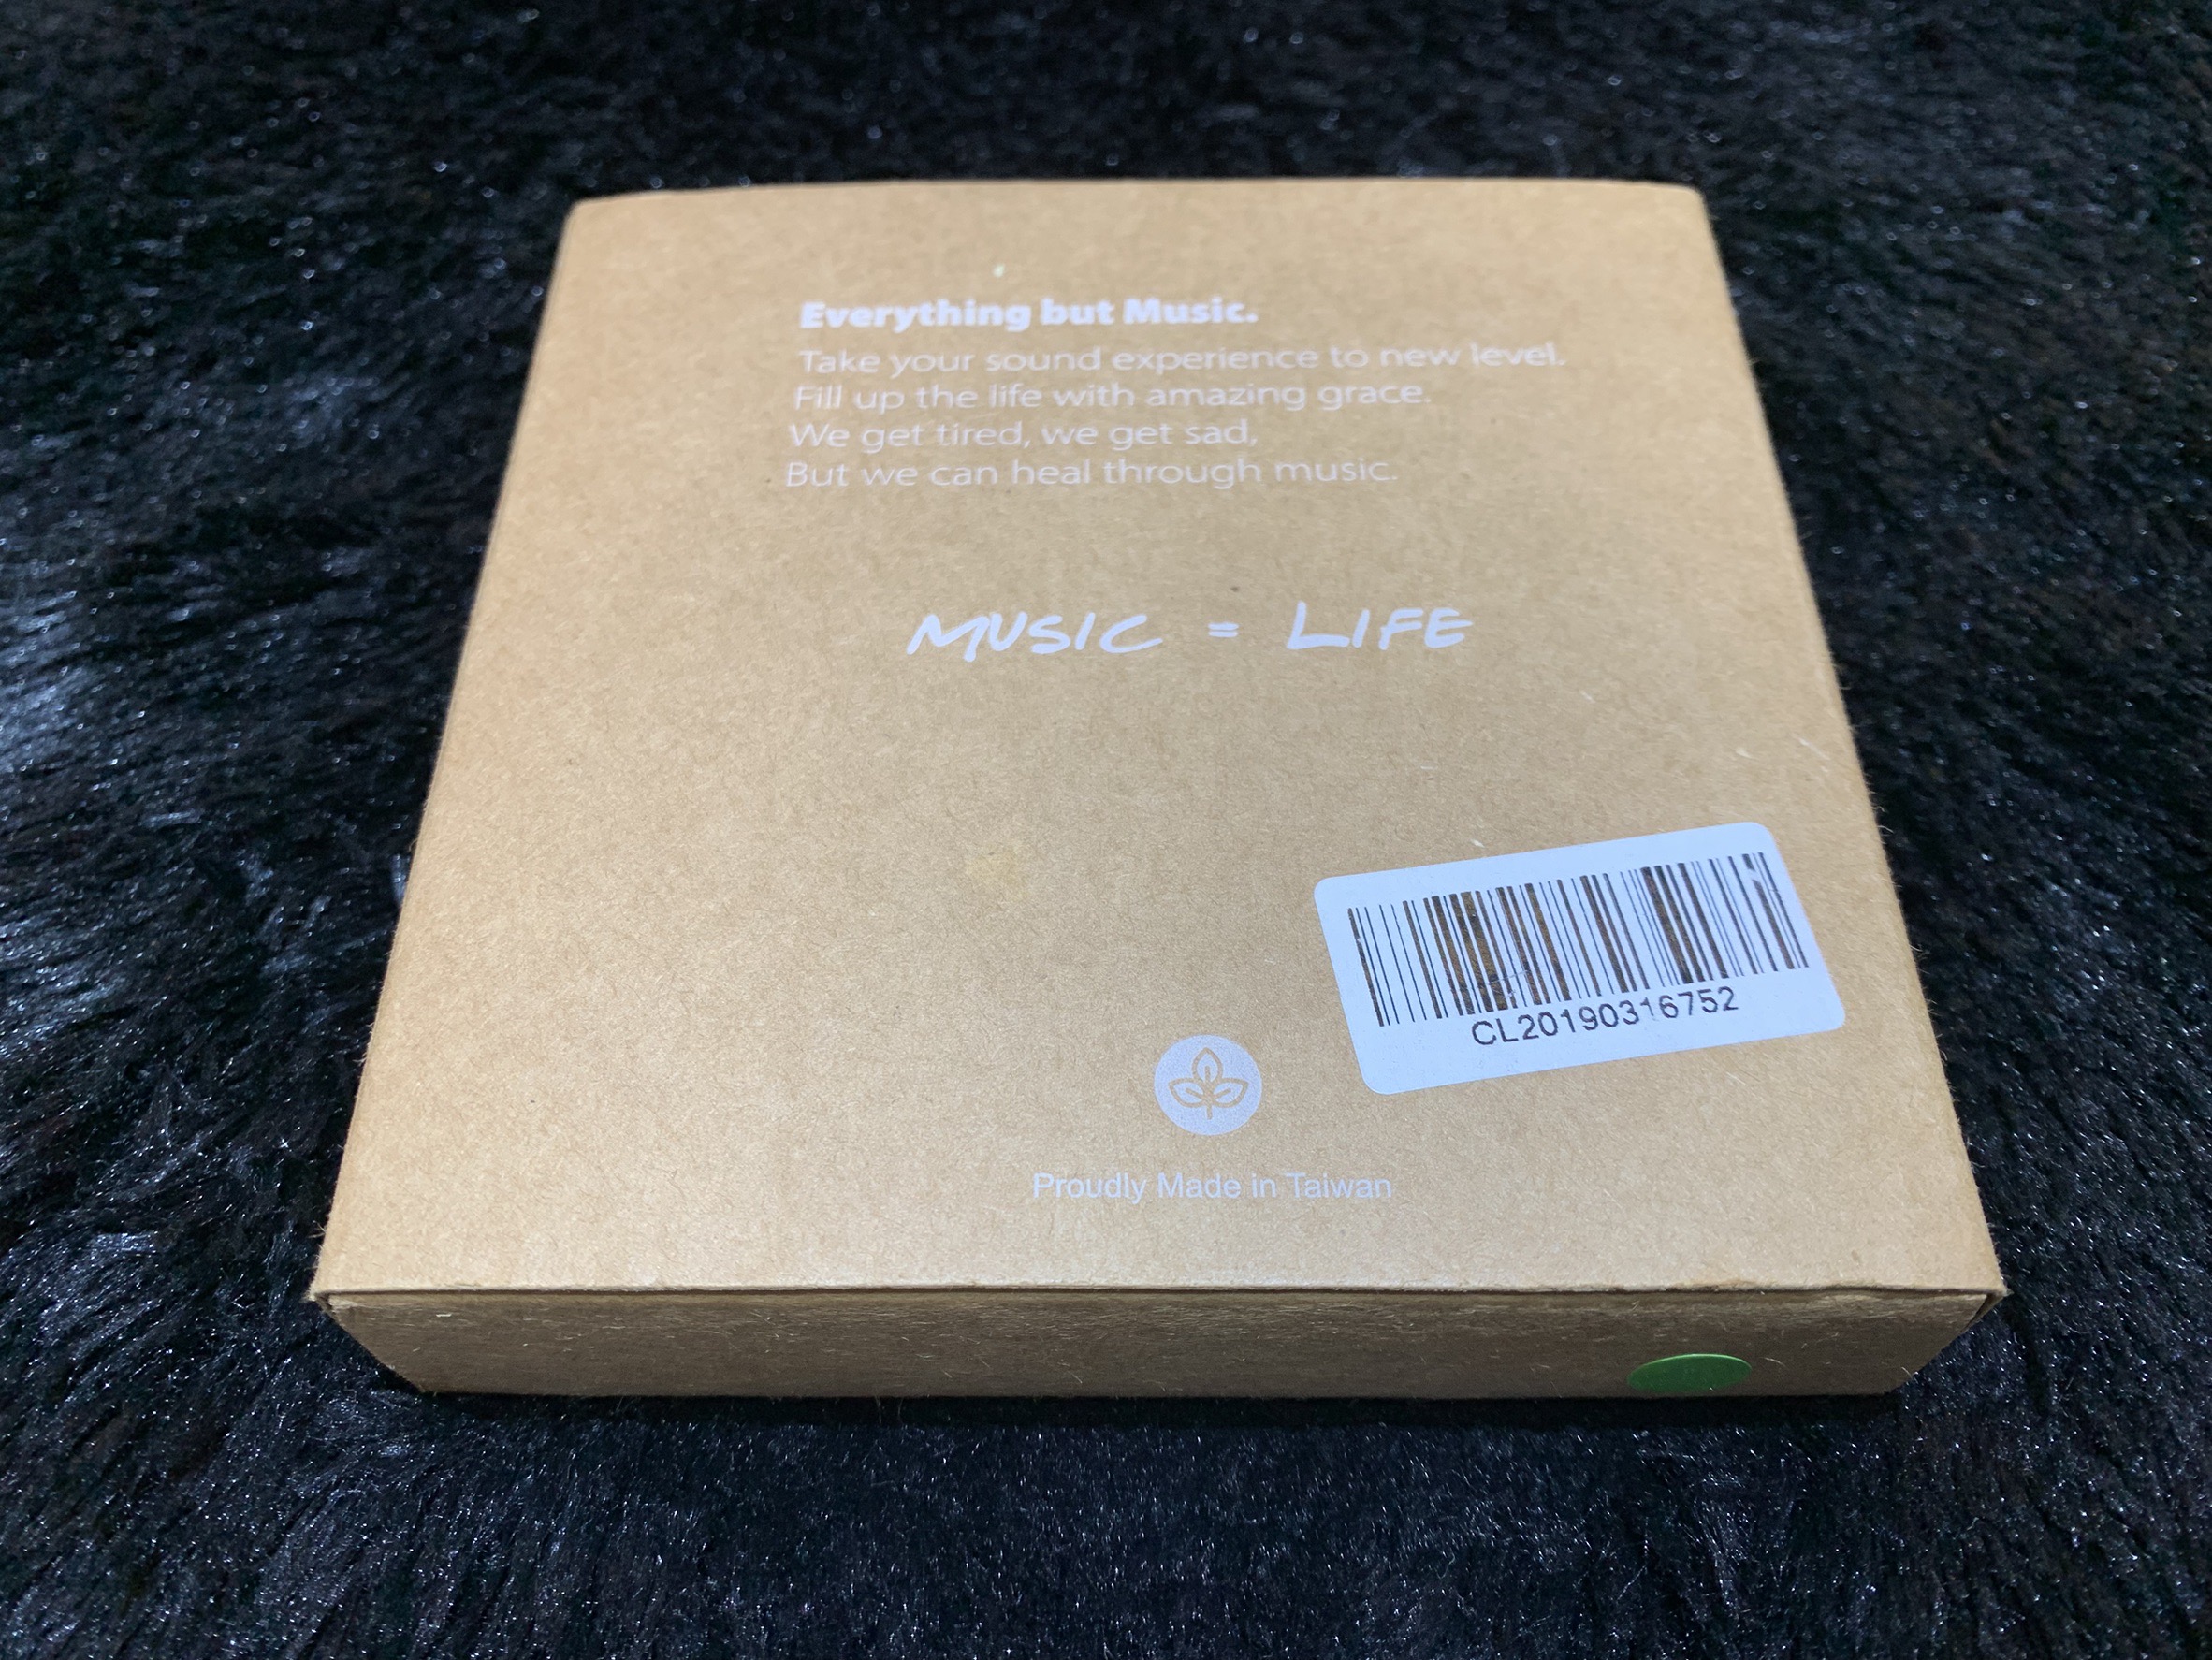 Everything but Music.
Take your sound experience to new level.
Fill up the life with amazing grace.
We get tired, we get sad,
But we can heal through music.
MUSIC = LIFE
CL20190316752
Proudly Made in Taiwan